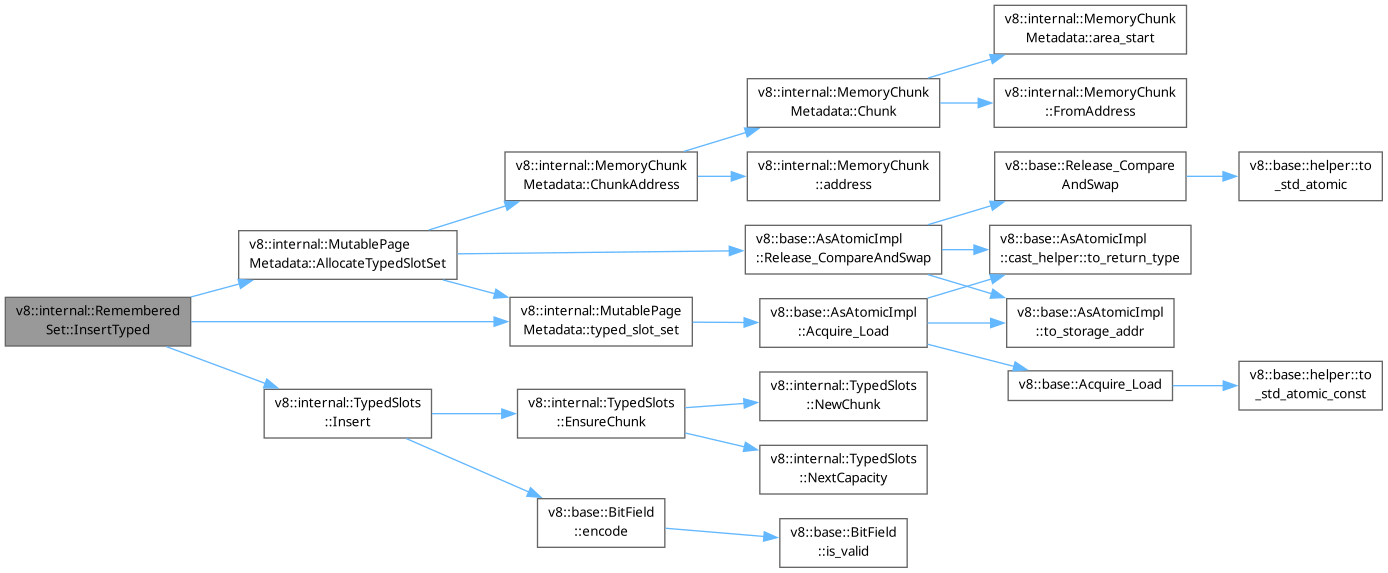 v8::internal::MemoryChunk
Metadata::area_start
v8::internal::MemoryChunk
Metadata::Chunk
v8::internal::MemoryChunk
::FromAddress
v8::internal::MemoryChunk
Metadata::ChunkAddress
v8::internal::MemoryChunk
::address
v8::base::Release_Compare
AndSwap
v8::base::helper::to
_std_atomic
v8::internal::MutablePage
Metadata::AllocateTypedSlotSet
v8::base::AsAtomicImpl
::Release_CompareAndSwap
v8::base::AsAtomicImpl
::cast_helper::to_return_type
v8::internal::Remembered
Set::InsertTyped
v8::internal::MutablePage
Metadata::typed_slot_set
v8::base::AsAtomicImpl
::Acquire_Load
v8::base::AsAtomicImpl
::to_storage_addr
v8::base::Acquire_Load
v8::base::helper::to
_std_atomic_const
v8::internal::TypedSlots
::Insert
v8::internal::TypedSlots
::EnsureChunk
v8::internal::TypedSlots
::NewChunk
v8::internal::TypedSlots
::NextCapacity
v8::base::BitField
::encode
v8::base::BitField
::is_valid